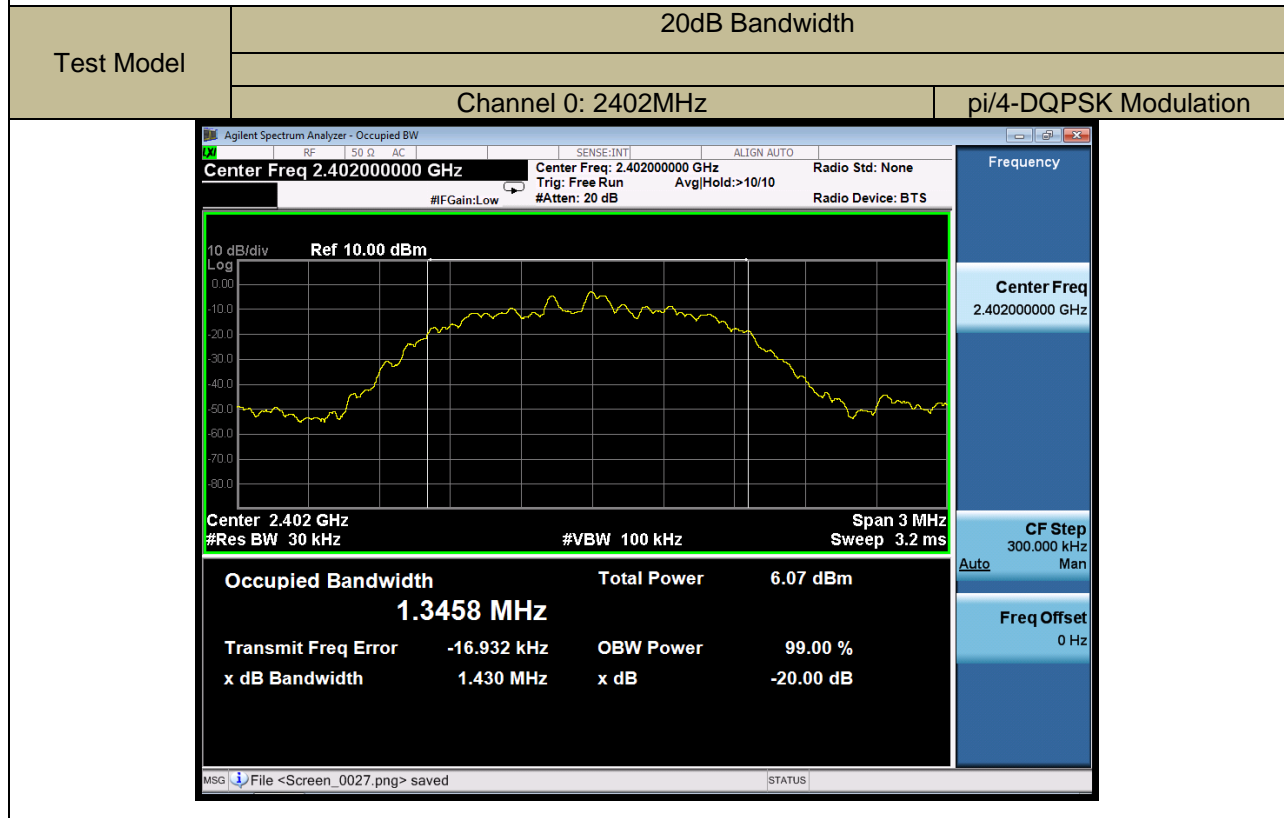 Test Model
20dB Bandwidth
Channel 0: 2402MHz
pi/4-DQPSK Modulation
Agilent Spectrum Analyzer - Occupied BW
LXI RF 50 Ω AC SENSE:INT ALIGN AUTO
Center Freq 2.402000000 GHz
Center Freq: 2.402000000 GHz
Radio Std: None
Trig: Free Run
Avg|Hold:>10/10
#IFGain:Low
#Atten: 20 dB
Radio Device: BTS
10 dB/div
Ref 10.00 dBm
Log
0.00
-10.0
-20.0
-30.0
-40.0
-50.0
-60.0
-70.0
-80.0
Center 2.402 GHz
Span 3 MHz
#Res BW 30 kHz
#VBW 100 kHz
Sweep 3.2 ms
Occupied Bandwidth
Total Power 6.07 dBm
1.3458 MHz
Transmit Freq Error -16.932 kHz
OBW Power 99.00 %
x dB Bandwidth 1.430 MHz
x dB -20.00 dB
MSG File <Screen_0027.png> saved
STATUS
Frequency
Center Freq
2.402000000 GHz
CF Step
300.000 kHz
Auto Man
Freq Offset
0 Hz